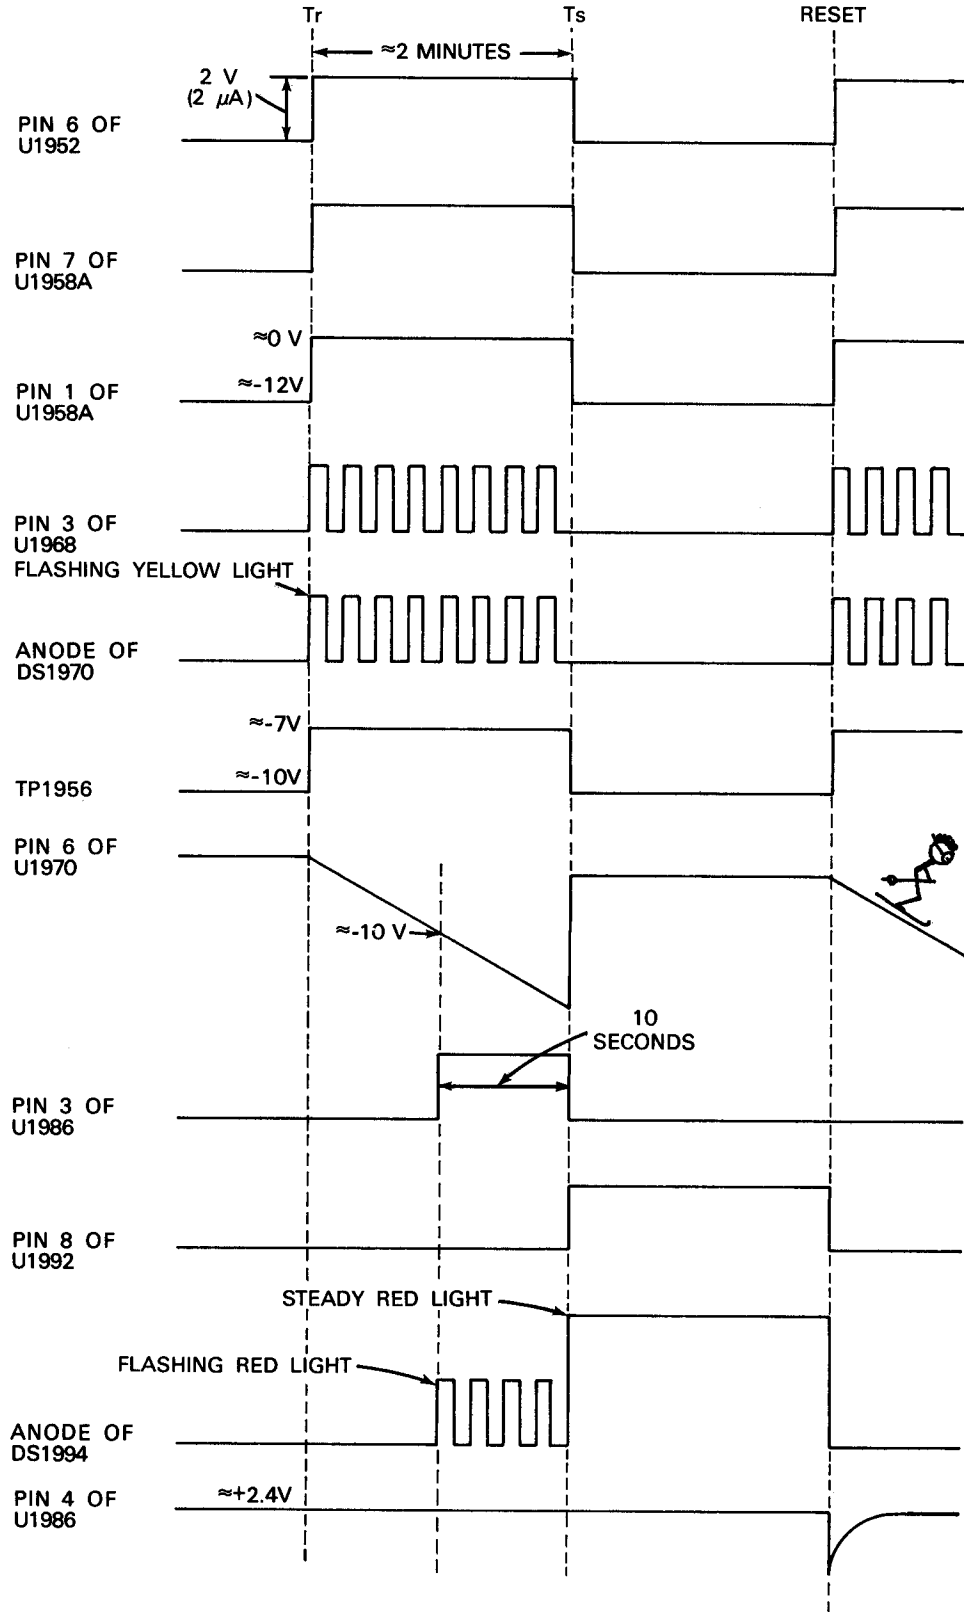 Tr Ts RESET
≈2 MINUTES
2 V
(2 µA)
PIN 6 OF
U1952
PIN 7 OF
U1958A
≈0 V
≈-12V
PIN 1 OF
U1958A
PIN 3 OF
U1968
FLASHING YELLOW LIGHT
ANODE OF
DS1970
≈-7V
≈-10V
TP1956
PIN 6 OF
U1970
≈-10 V
10
SECONDS
PIN 3 OF
U1986
PIN 8 OF
U1992
STEADY RED LIGHT
FLASHING RED LIGHT
ANODE OF
DS1994
≈+2.4V
PIN 4 OF
U1986